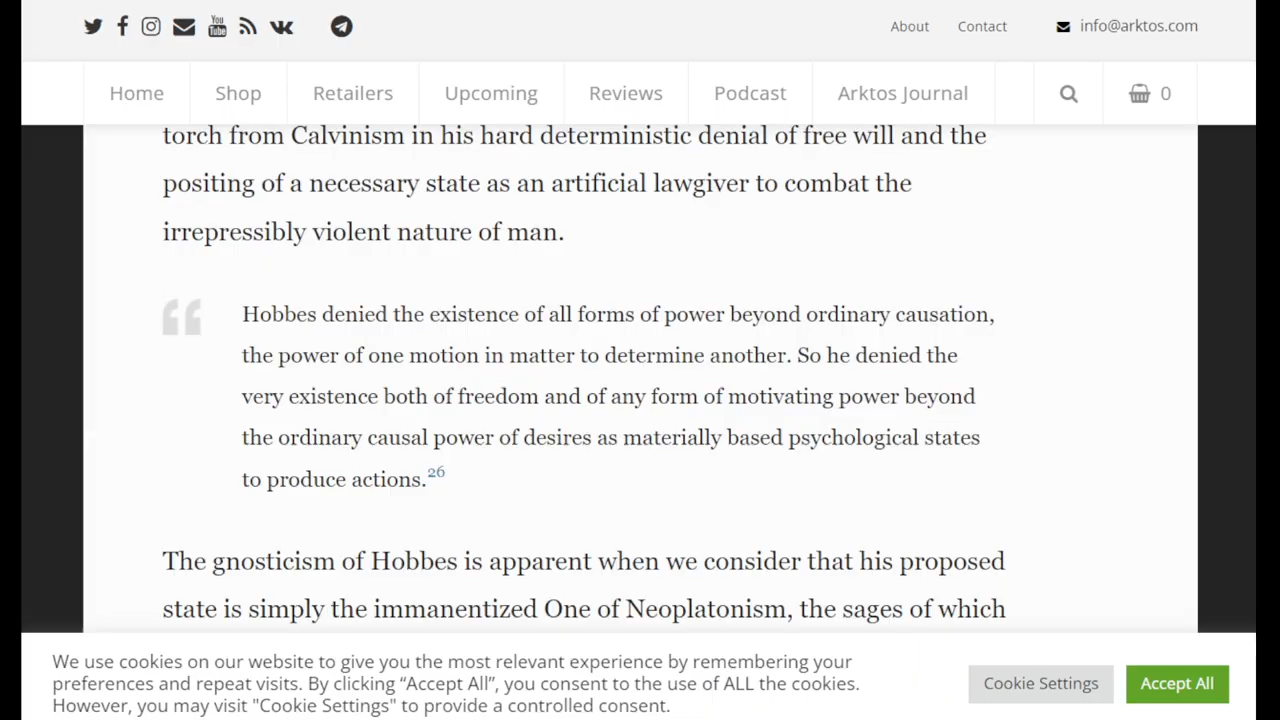 You
Tube
About
Contact
info@arktos.com
Home
Shop
Retailers
Upcoming
Reviews
Podcast
Arktos Journal
0
torch from Calvinism in his hard deterministic denial of free will and the
positing of a necessary state as an artificial lawgiver to combat the
irrepressibly violent nature of man.
Hobbes denied the existence of all forms of power beyond ordinary causation,
the power of one motion in matter to determine another. So he denied the
very existence both of freedom and of any form of motivating power beyond
the ordinary causal power of desires as materially based psychological states
to produce actions.26
The gnosticism of Hobbes is apparent when we consider that his proposed
state is simply the immanentized One of Neoplatonism, the sages of which
We use cookies on our website to give you the most relevant experience by remembering your
preferences and repeat visits. By clicking “Accept All”, you consent to the use of ALL the cookies.
However, you may visit "Cookie Settings" to provide a controlled consent.
Cookie Settings
Accept All